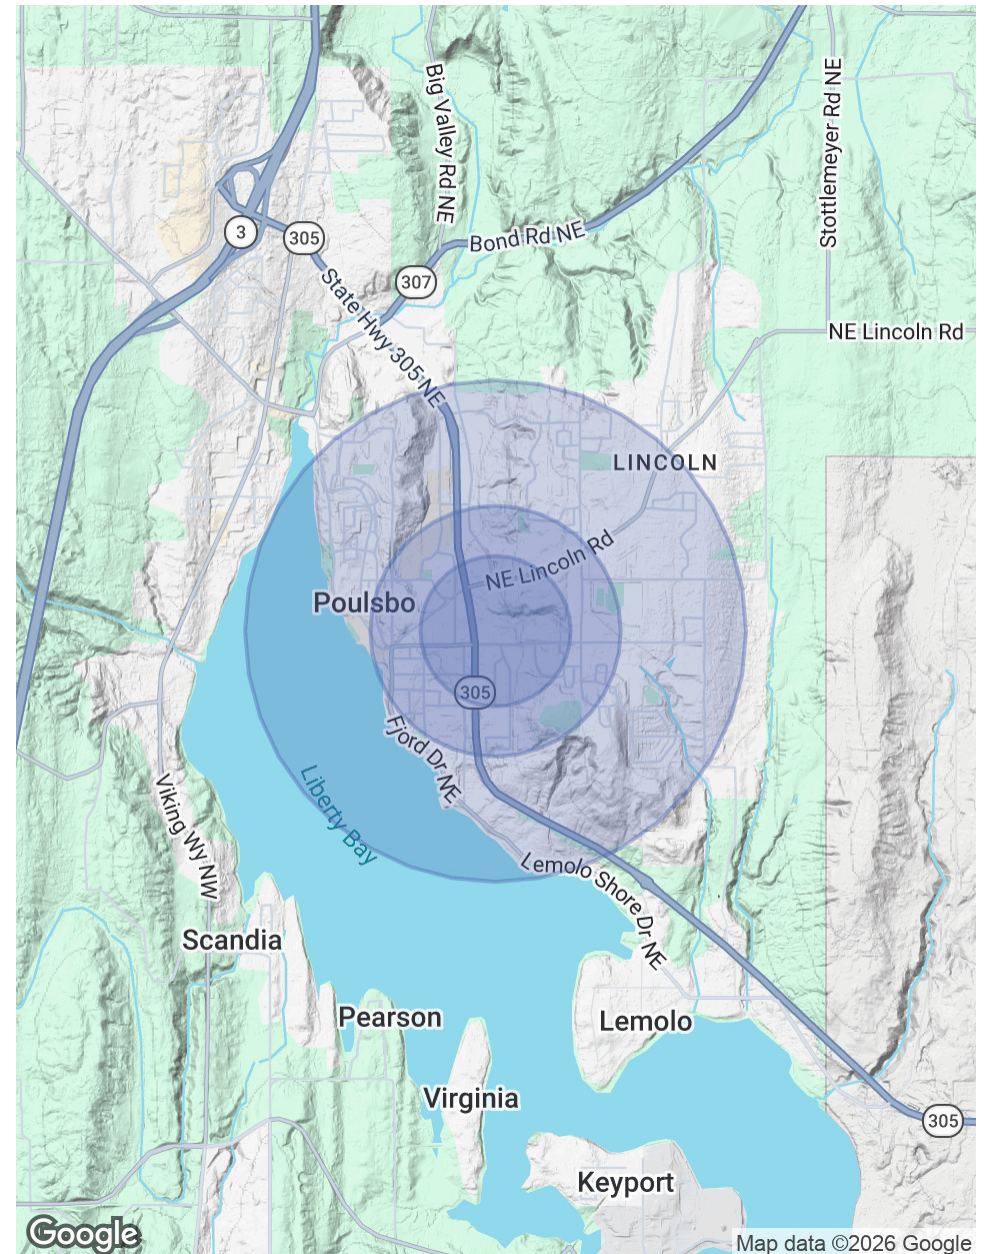 Big Valley Rd NE
Stottlemeyer Rd NE
3
305
Bond Rd NE
307
State Hwy 305 NE
NE Lincoln Rd
LINCOLN
NE Lincoln Rd
Poulsbo
305
Fjord Dr NE
Liberty Bay
Viking Wy NW
Lemolo Shore Dr NE
Scandia
Pearson
Lemolo
Virginia
305
Keyport
Google
Map data ©2026 Google